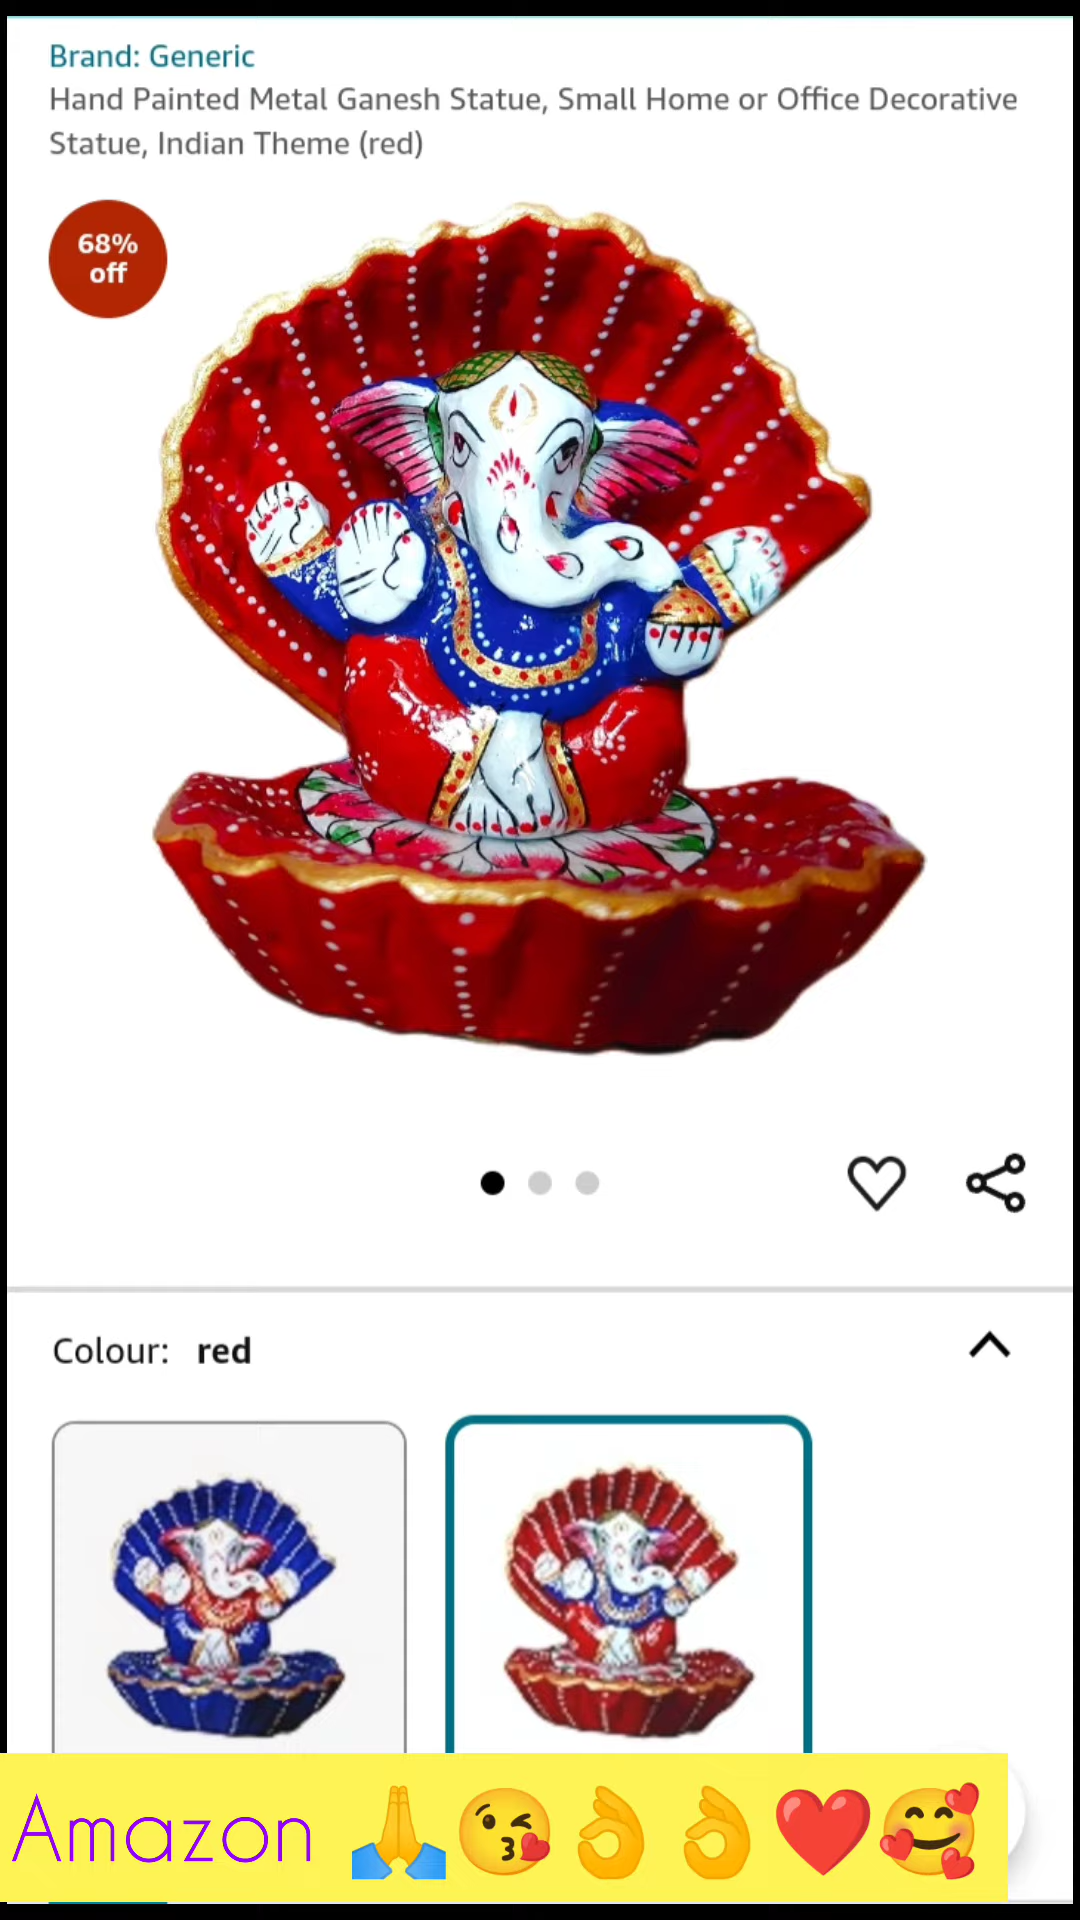 Brand: Generic
Hand Painted Metal Ganesh Statue, Small Home or Office Decorative
Statue, Indian Theme (red)
68%
off
Colour: red
Amazon 🙏😘👌👌❤️🥰